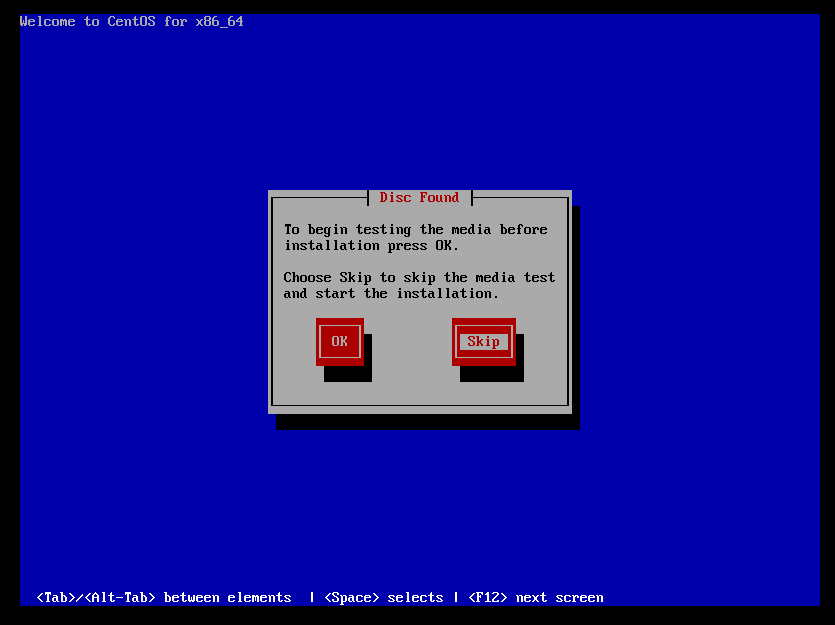 Welcome to CentOS for x86_64
Disc Found
To begin testing the media before
installation press OK.
Choose Skip to skip the media test
and start the installation.
OK Skip
<Tab>/<Alt-Tab> between elements | <Space> selects | <F12> next screen